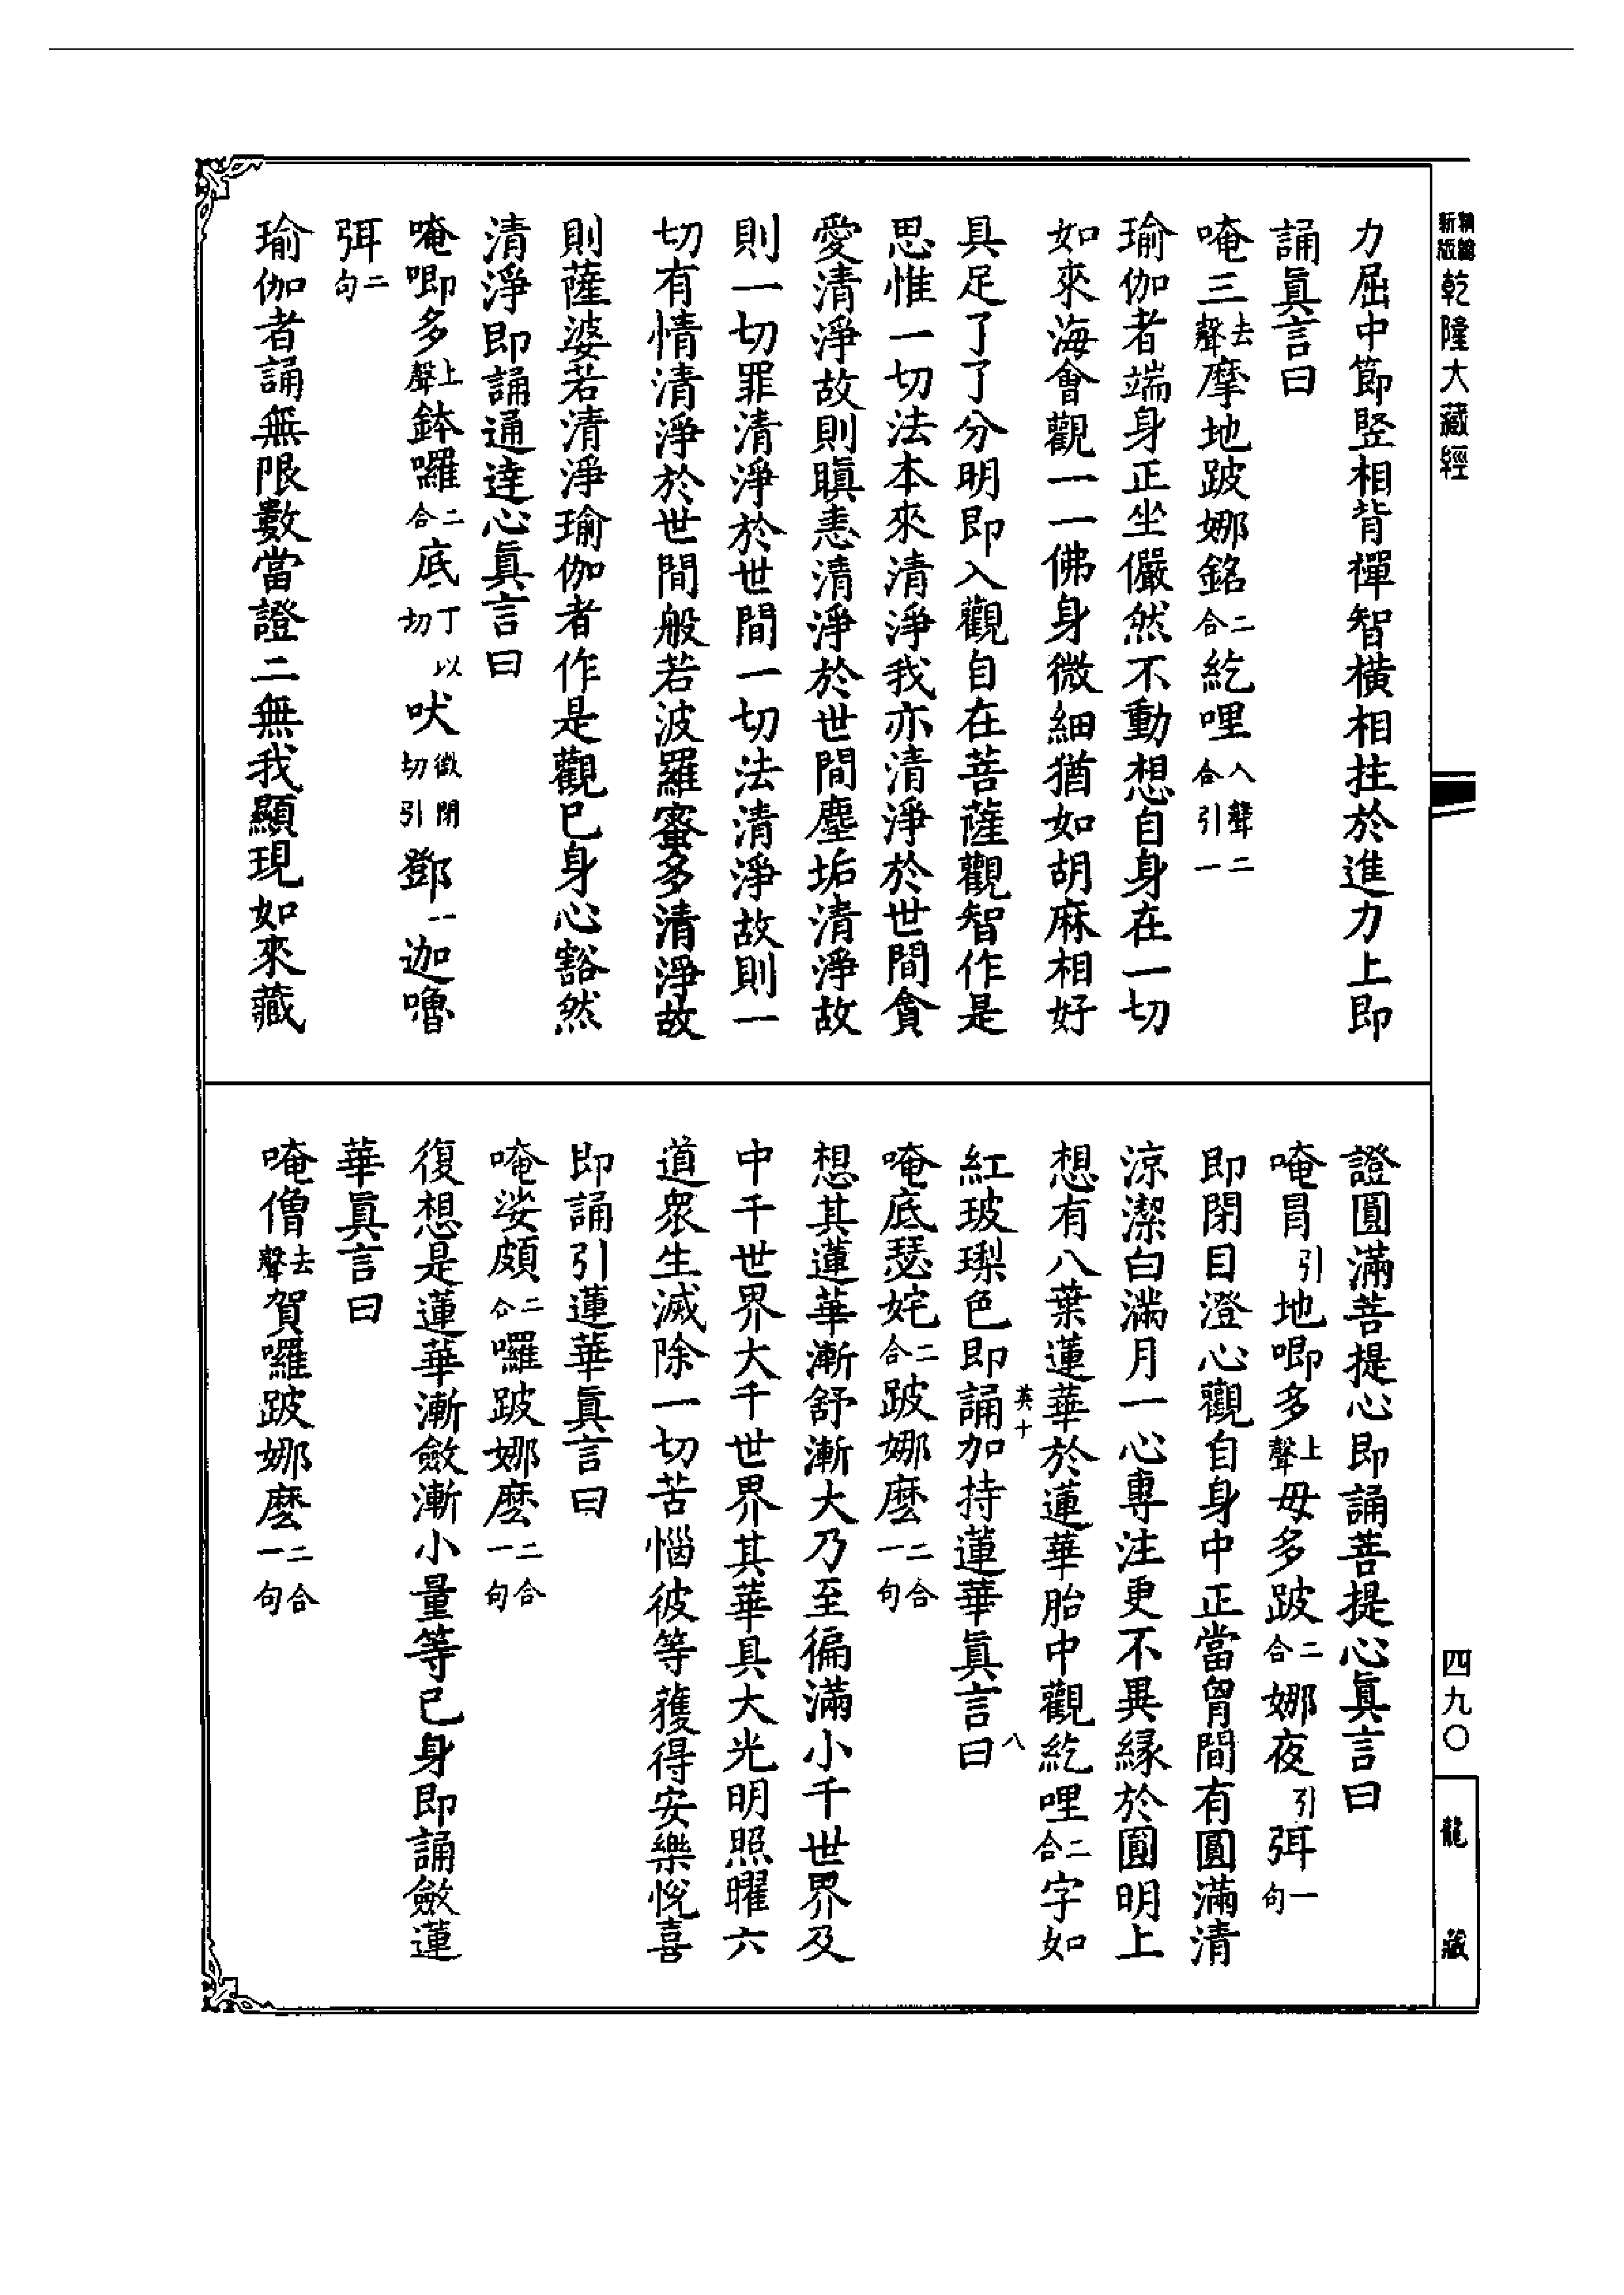 新編縮版 乾隆大藏經
力屈中節竪相背禪智橫相拄於進力上即
誦眞言曰
唵三去聲摩地跛娜銘二合紇哩入聲二合引一
瑜伽者端身正坐儼然不動想自身在一切
如來海會觀一一佛身微細猶如胡麻相好
具足了了分明即入觀自在菩薩觀智作是
思惟一切法本來清淨我亦清淨於世間貪
愛清淨故則瞋恚清淨於世間塵垢清淨故
則一切罪清淨於世間一切法清淨故則一
切有情清淨於世間般若波羅蜜多清淨故
則薩婆若清淨瑜伽者作是觀已身心豁然
清淨即誦通達心眞言曰
唵唧多上聲鉢囉二合底丁以切吠微閉切引鄧一迦嚕
弭二句
瑜伽者誦無限數當證二無我顯現如來藏
證圓滿菩提心即誦菩提心眞言曰
唵冐引地唧多上聲毋多跛二合娜夜引弭一句
即閉目澄心觀自身中正當胷間有圓滿清
涼潔白滿月一心專注更不異緣於圓明上
想有八葉蓮華於蓮華胎中觀紇哩二合字如
英十 八
紅玻瓈色即誦加持蓮華眞言曰
唵底瑟姹二合跛娜麼二合一句
想其蓮華漸舒漸大乃至徧滿小千世界及
中千世界大千世界其華具大光明照曜六
道眾生滅除一切苦惱彼等獲得安樂悅喜
即誦引蓮華眞言曰
唵娑頗二合囉跛娜麼二合一句
復想是蓮華漸斂漸小量等已身即誦斂蓮
華眞言曰
唵僧去聲賀囉跛娜麼二合一句
四九〇
龍藏